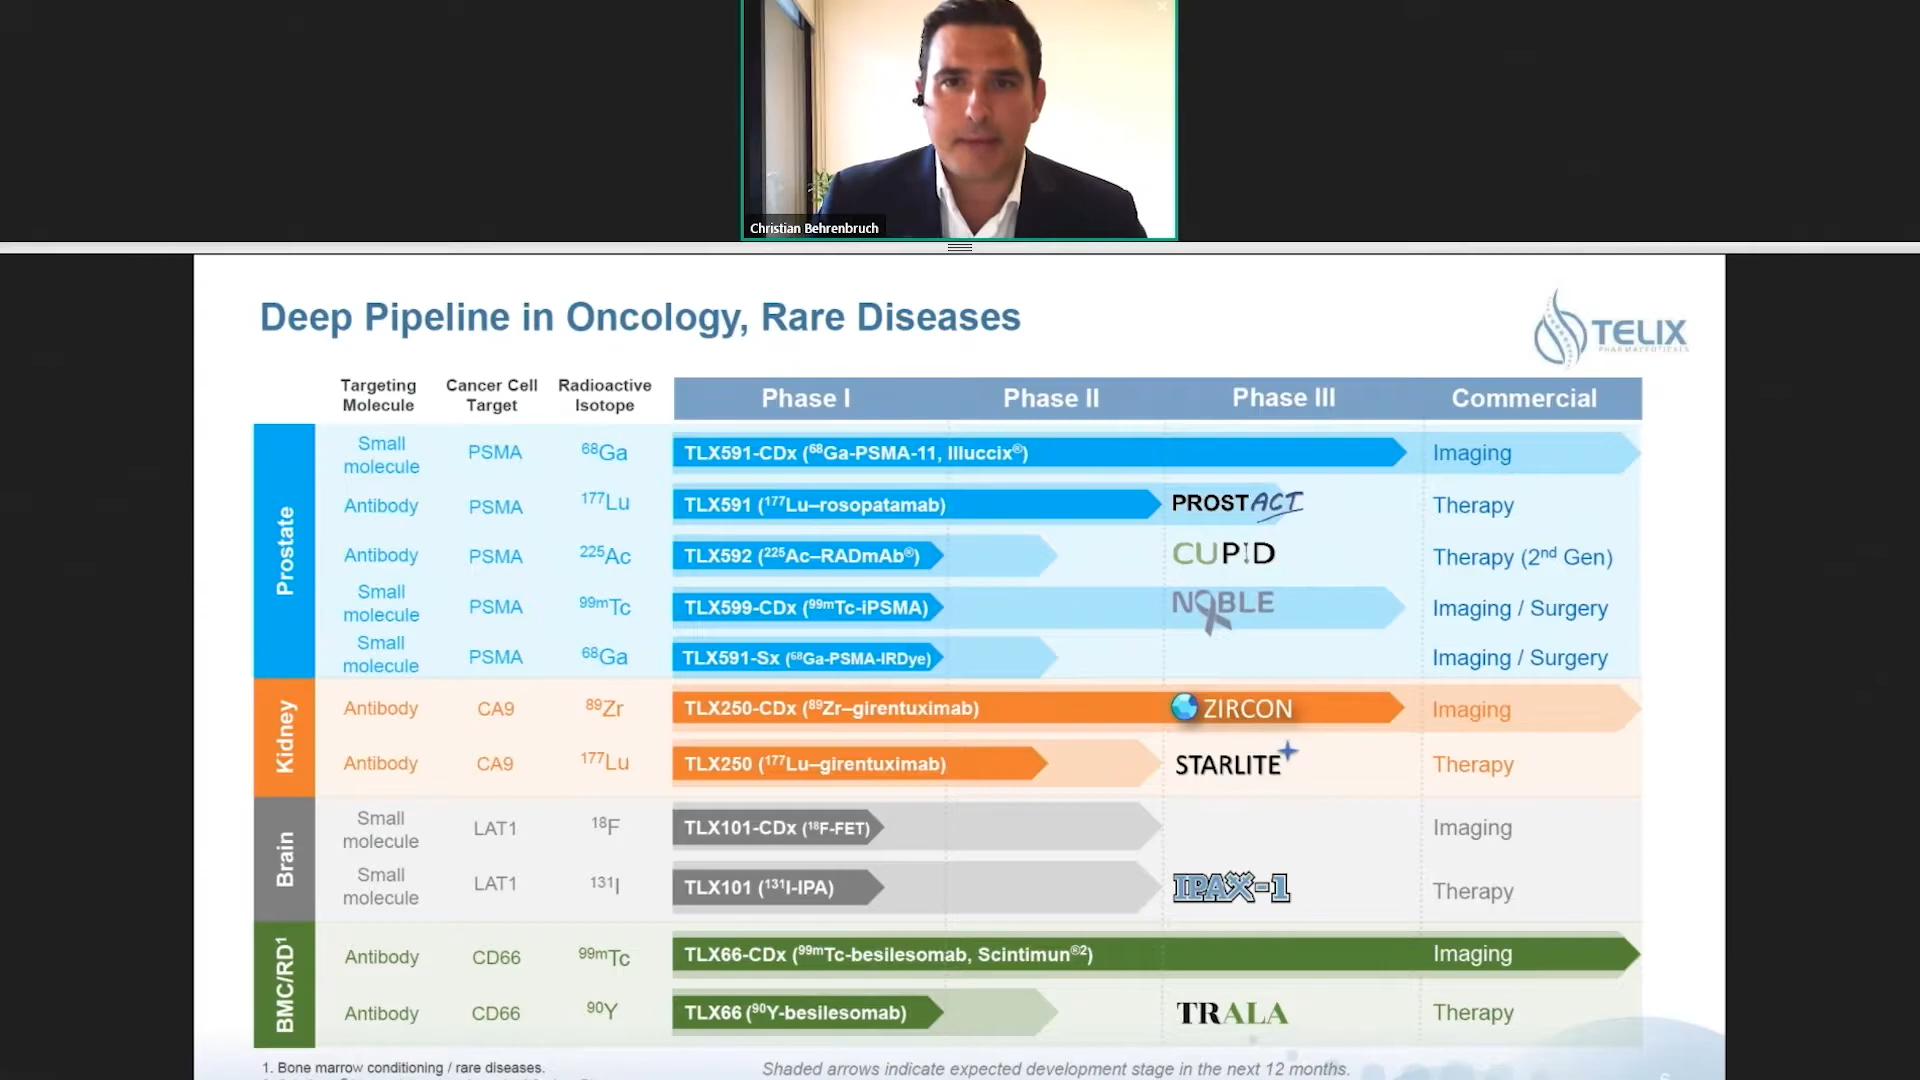 Christian Behrenbruch
Deep Pipeline in Oncology, Rare Diseases
TELIX
PHARMACEUTICALS
Targeting Molecule
Cancer Cell Target
Radioactive Isotope
Phase I
Phase II
Phase III
Commercial
Prostate
Small molecule
PSMA
⁶⁸Ga
TLX591-CDx (⁶⁸Ga-PSMA-11, Illuccix®)
Imaging
Antibody
PSMA
¹⁷⁷Lu
TLX591 (¹⁷⁷Lu–rosopatamab)
PROSTACT
Therapy
Antibody
PSMA
²²⁵Ac
TLX592 (²²⁵Ac–RADmAb®)
CUPID
Therapy (2ⁿᵈ Gen)
Small molecule
PSMA
⁹⁹ᵐTc
TLX599-CDx (⁹⁹ᵐTc-iPSMA)
NOBLE
Imaging / Surgery
Small molecule
PSMA
⁶⁸Ga
TLX591-Sx (⁶⁸Ga-PSMA-IRDye)
Imaging / Surgery
Kidney
Antibody
CA9
⁸⁹Zr
TLX250-CDx (⁸⁹Zr–girentuximab)
ZIRCON
Imaging
Antibody
CA9
¹⁷⁷Lu
TLX250 (¹⁷⁷Lu–girentuximab)
STARLITE
Therapy
Brain
Small molecule
LAT1
¹⁸F
TLX101-CDx (¹⁸F-FET)
Imaging
Small molecule
LAT1
¹³¹I
TLX101 (¹³¹I-IPA)
IPAX-1
Therapy
BMC/RD¹
Antibody
CD66
⁹⁹ᵐTc
TLX66-CDx (⁹⁹ᵐTc-besilesomab, Scintimun®²)
Imaging
Antibody
CD66
⁹⁰Y
TLX66 (⁹⁰Y-besilesomab)
TRALA
Therapy
1. Bone marrow conditioning / rare diseases.
Shaded arrows indicate expected development stage in the next 12 months.